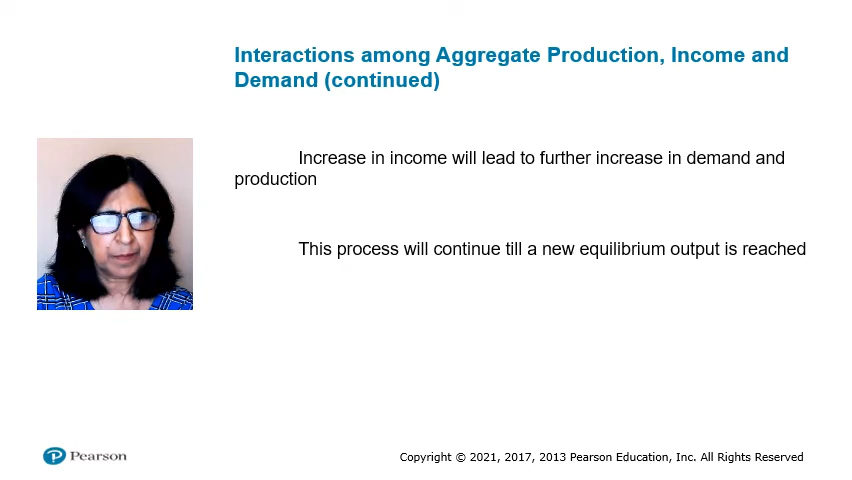 Interactions among Aggregate Production, Income and
Demand (continued)
Increase in income will lead to further increase in demand and
production
This process will continue till a new equilibrium output is reached
Pearson
Copyright © 2021, 2017, 2013 Pearson Education, Inc. All Rights Reserved